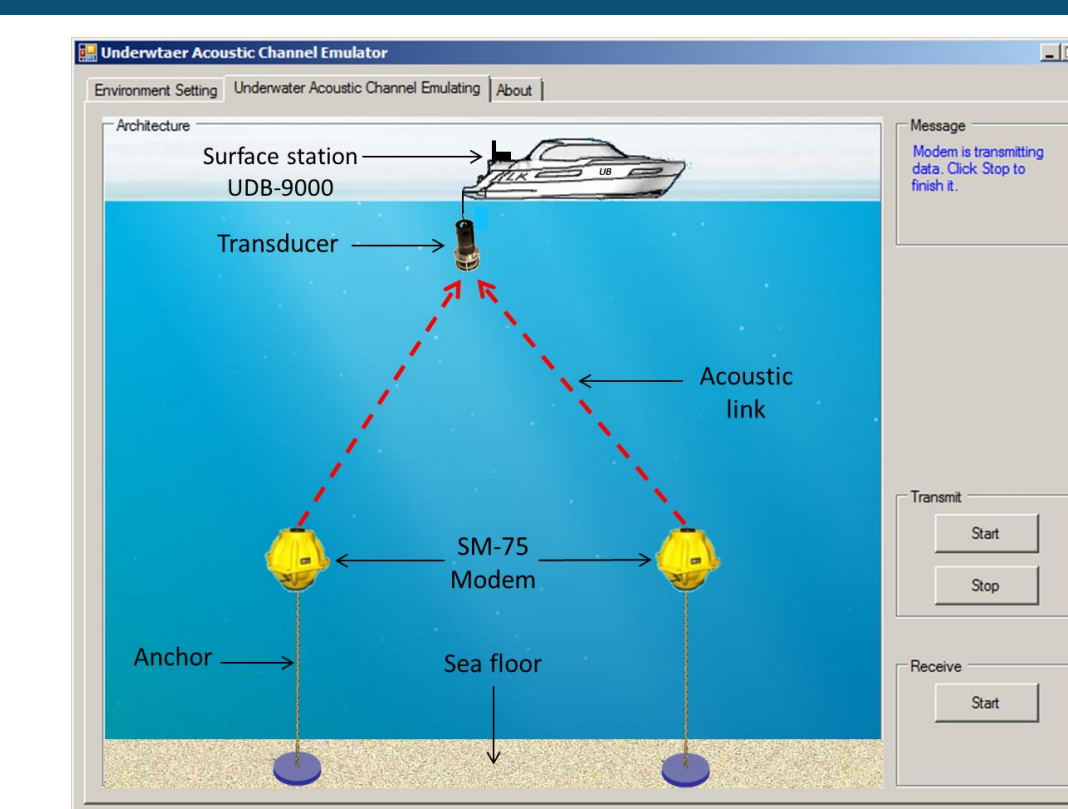 Underwtaer Acoustic Channel Emulator
Environment Setting
Underwater Acoustic Channel Emulating
About
Architecture
Surface station
UDB-9000
UB
Transducer
Acoustic
link
SM-75
Modem
Anchor
Sea floor
Message
Modem is transmitting
data. Click Stop to
finish it.
Transmit
Start
Stop
Receive
Start